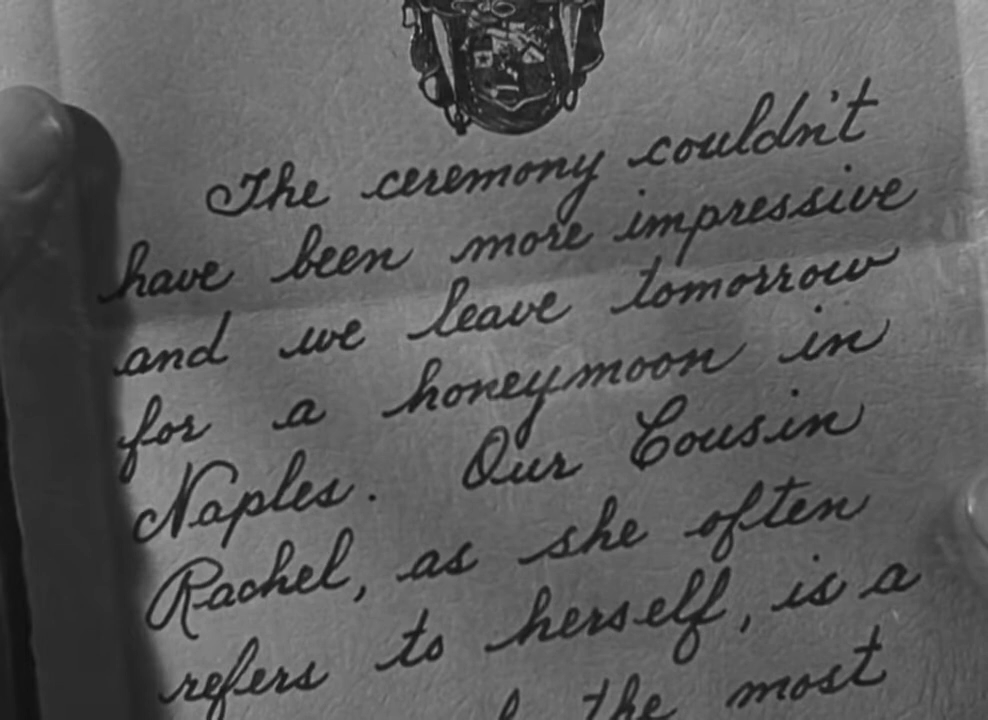 The ceremony couldn't
have been more impressive
and we leave tomorrow
for a honeymoon in
Naples. Our Cousin
Rachel, as she often
refers to herself, is a
the most